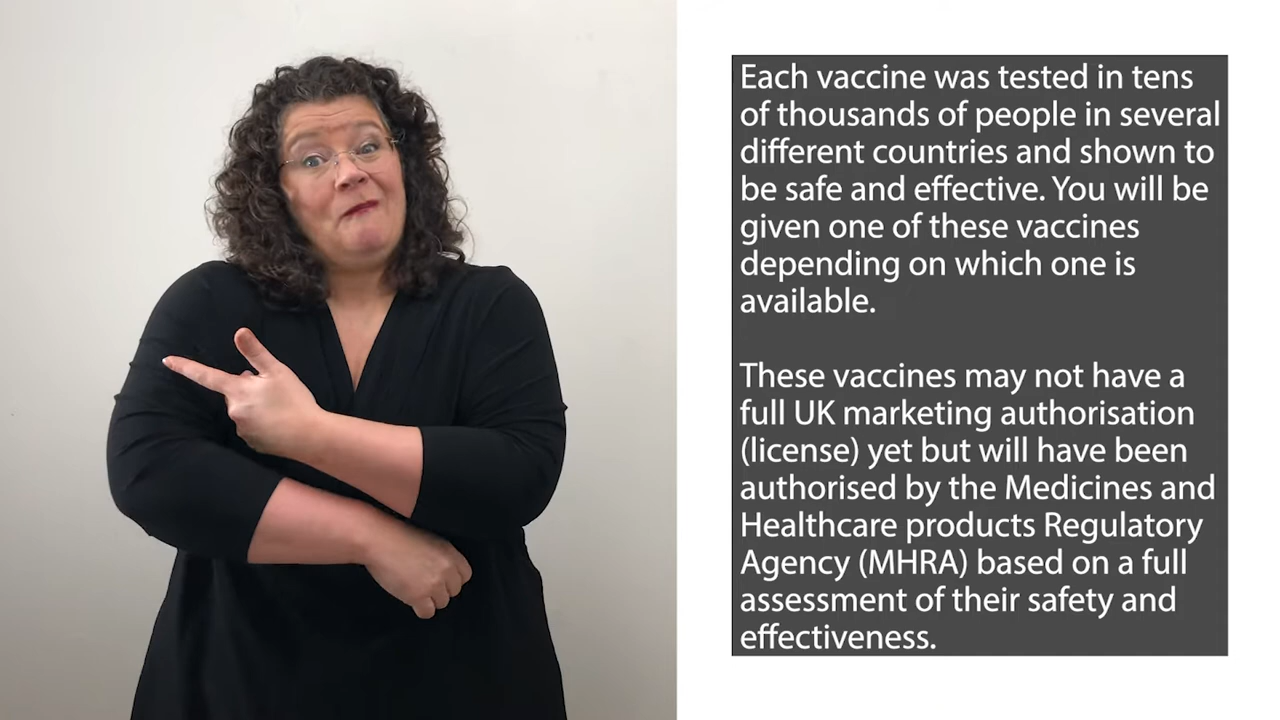 Each vaccine was tested in tens
of thousands of people in several
different countries and shown to
be safe and effective. You will be
given one of these vaccines
depending on which one is
available.
These vaccines may not have a
full UK marketing authorisation
(license) yet but will have been
authorised by the Medicines and
Healthcare products Regulatory
Agency (MHRA) based on a full
assessment of their safety and
effectiveness.